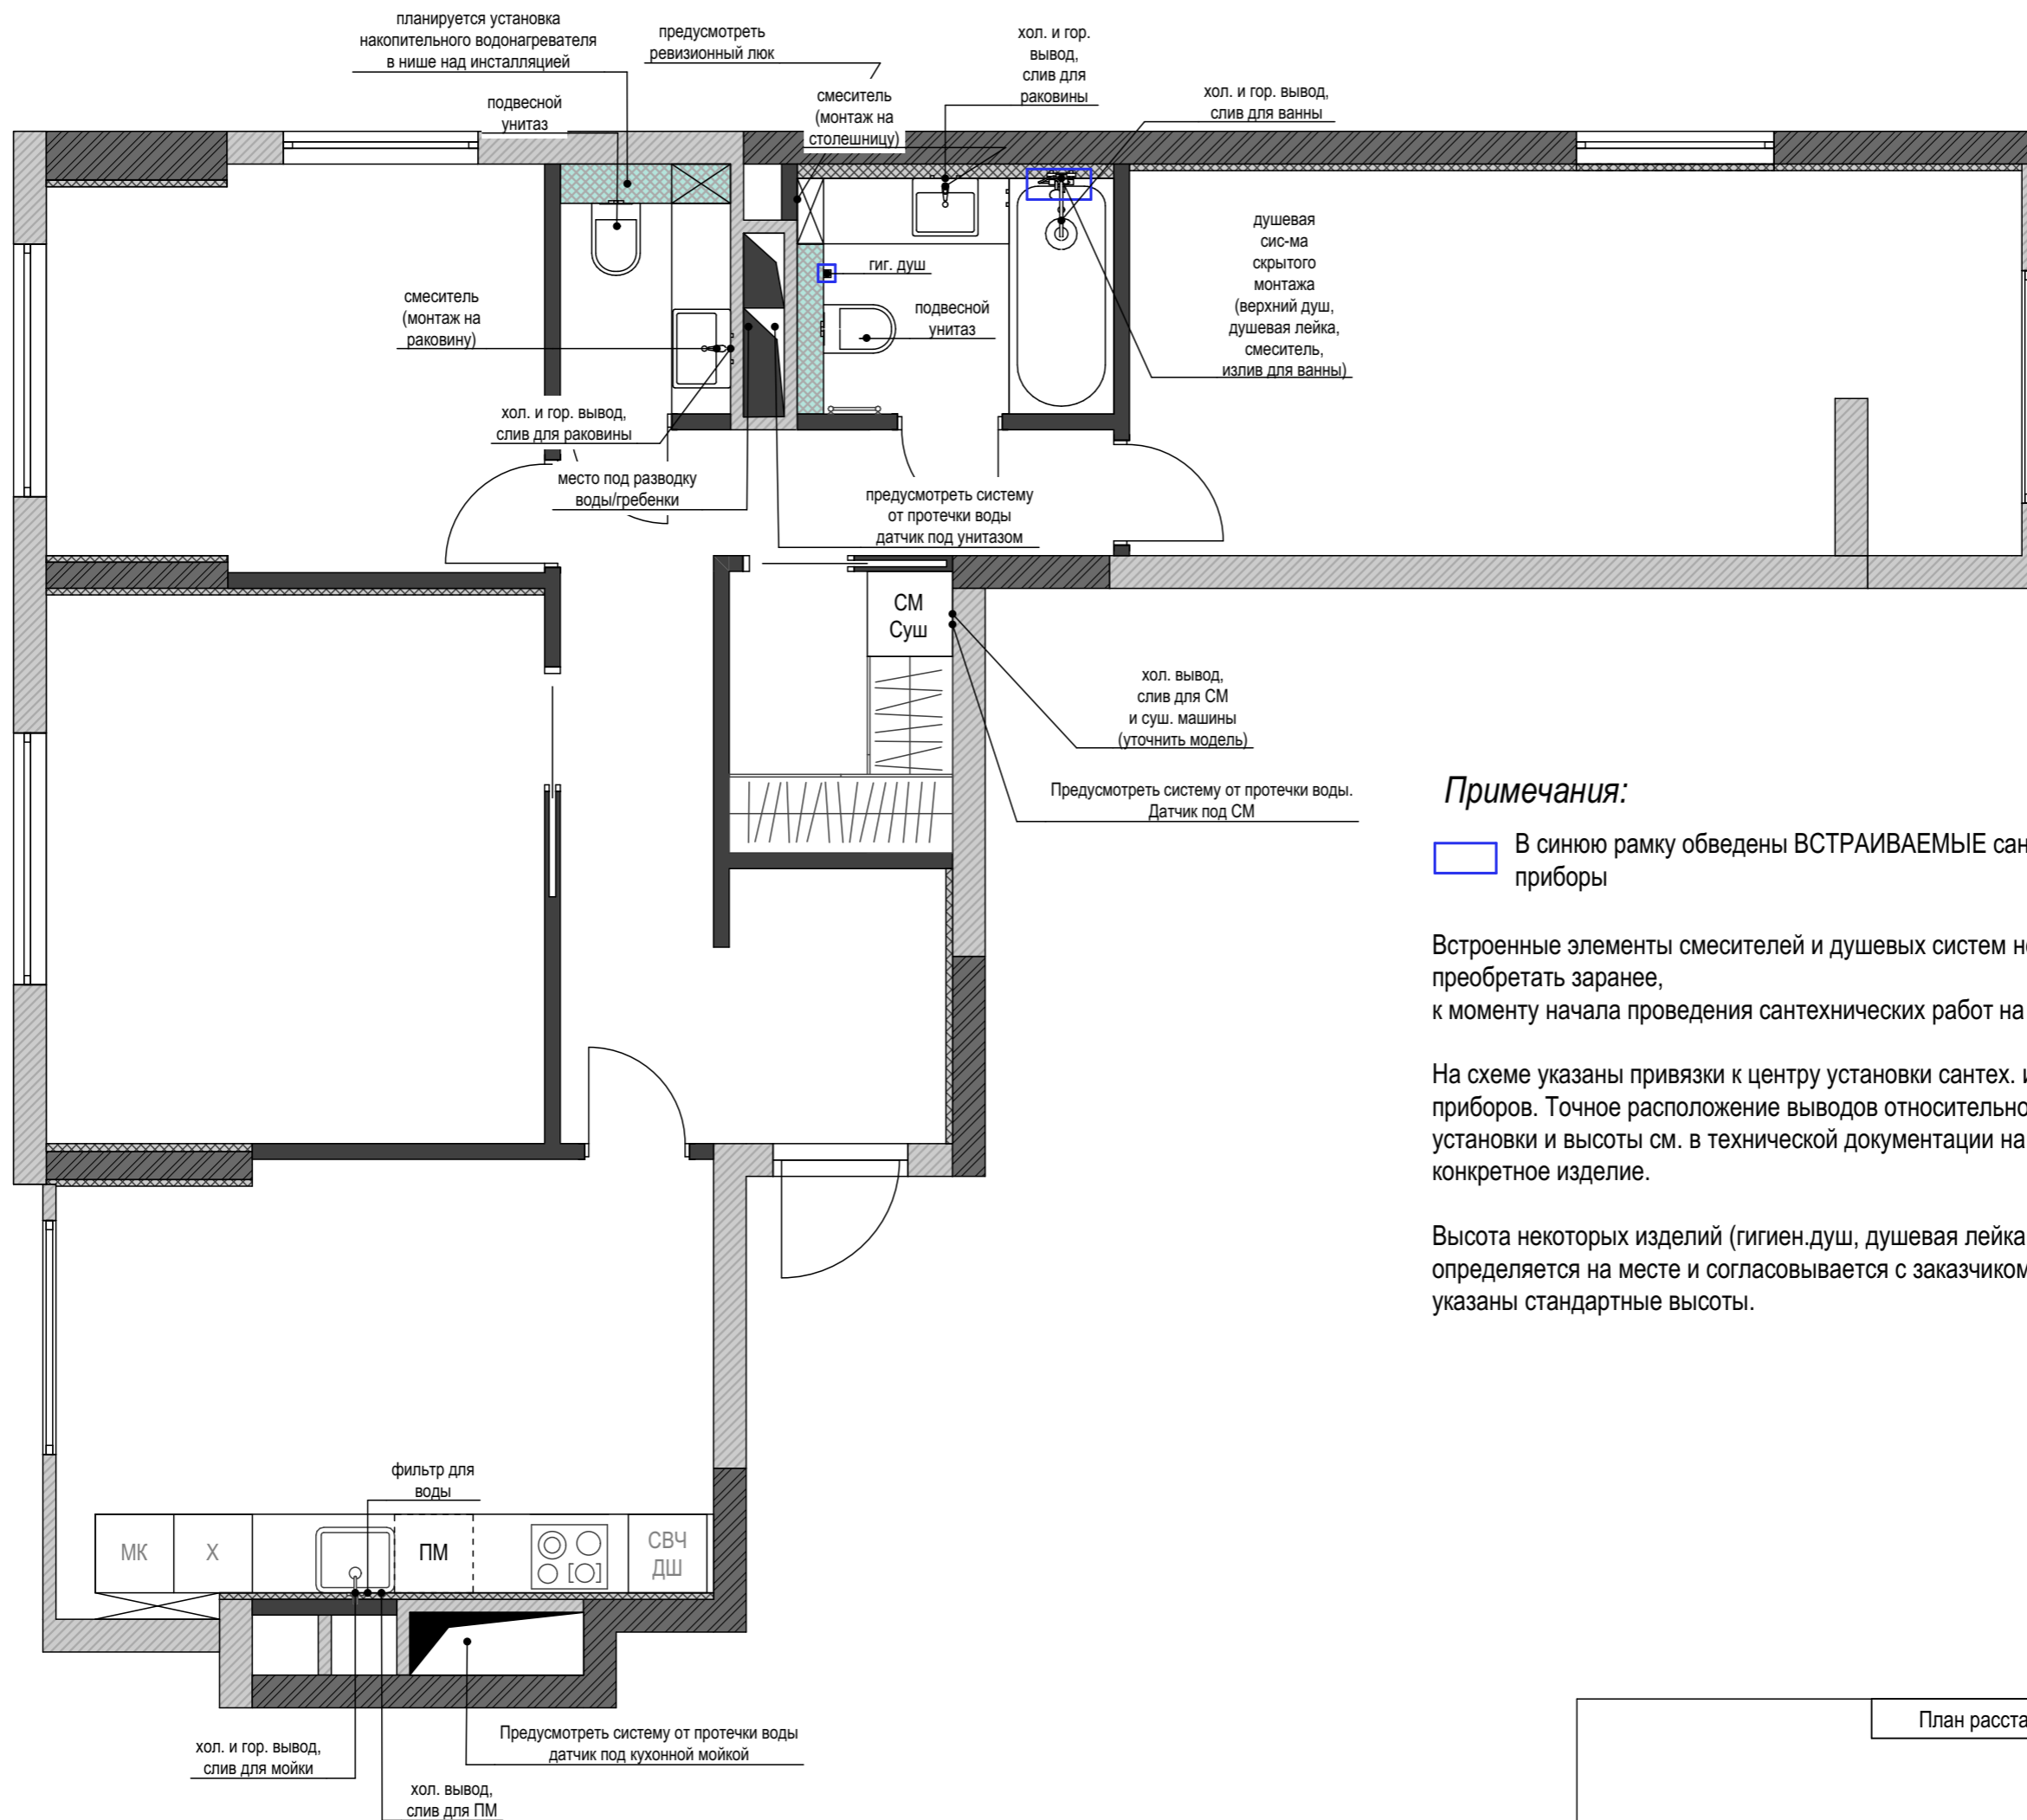 планируется установка
накопительного водонагревателя
в нише над инсталляцией
предусмотреть
ревизионный люк
хол. и гор.
вывод,
слив для
раковины
подвесной
унитаз
смеситель
(монтаж на
столешницу)
хол. и гор. вывод,
слив для ванны
душевая
сис-ма
скрытого
монтажа
(верхний душ,
душевая лейка,
смеситель,
излив для ванны)
гиг. душ
подвесной
унитаз
смеситель
(монтаж на
раковину)
хол. и гор. вывод,
слив для раковины
место под разводку
воды/гребенки
предусмотреть систему
от протечки воды
датчик под унитазом
СМ
Суш
хол. вывод,
слив для СМ
и суш. машины
(уточнить модель)
Предусмотреть систему от протечки воды.
Датчик под СМ
Примечания:
В синюю рамку обведены ВСТРАИВАЕМЫЕ сан
приборы
Встроенные элементы смесителей и душевых систем
преобретать заранее,
к моменту начала проведения сантехнических работ на
На схеме указаны привязки к центру установки сантех.
приборов. Точное расположение выводов относительно
установки и высоты см. в технической документации на
конкретное изделие.
Высота некоторых изделий (гигиен.душ, душевая лейка
определяется на месте и согласовывается с заказчиком
указаны стандартные высоты.
фильтр для
воды
МК
Х
ПМ
СВЧ
ДШ
хол. и гор. вывод,
слив для мойки
хол. вывод,
слив для ПМ
Предусмотреть систему от протечки воды
датчик под кухонной мойкой
План расста